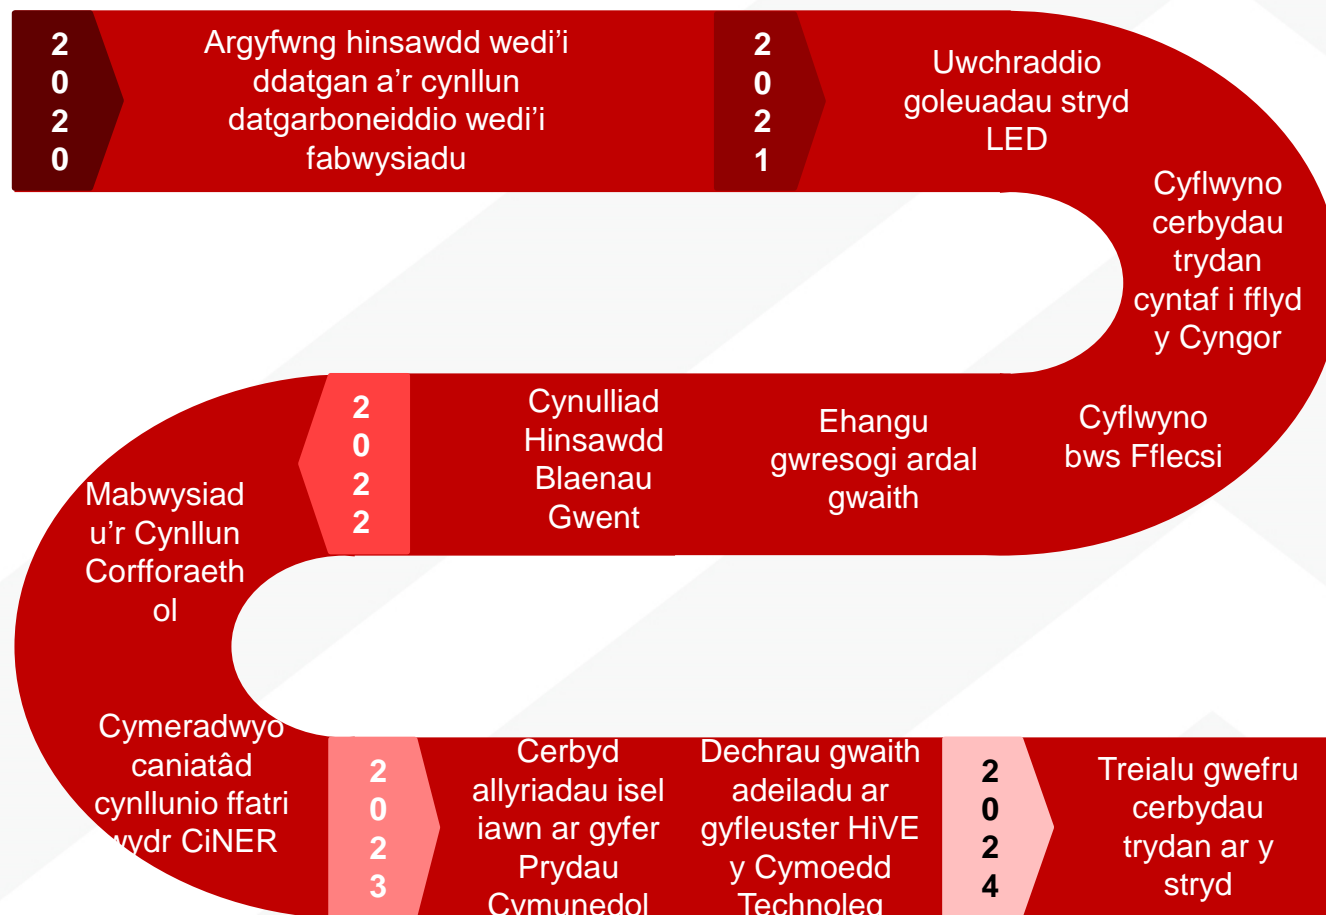 2
0
2
0
Argyfwng hinsawdd wedi'i
ddatgan a'r cynllun
datgarboneiddio wedi'i
fabwysiadu
2
0
2
1
Uwchraddio
goleuadau stryd
LED
Cyflwyno
cerbydau
trydan
cyntaf i fflyd
y Cyngor
Cyflwyno
bws Fflecsi
Ehangu
gwresogi ardal
gwaith
Cynulliad
Hinsawdd
Blaenau
Gwent
2
0
2
2
Mabwysiad
u'r Cynllun
Corfforaeth
ol
Cymeradwyo
caniatâd
cynllunio ffatri
wydr CiNER
2
0
2
3
Cerbyd
allyriadau isel
iawn ar gyfer
Prydau
Cymunedol
Dechrau gwaith
adeiladu ar
gyfleuster HiVE
y Cymoedd
Technoleg
2
0
2
4
Treialu gwefru
cerbydau
trydan ar y
stryd